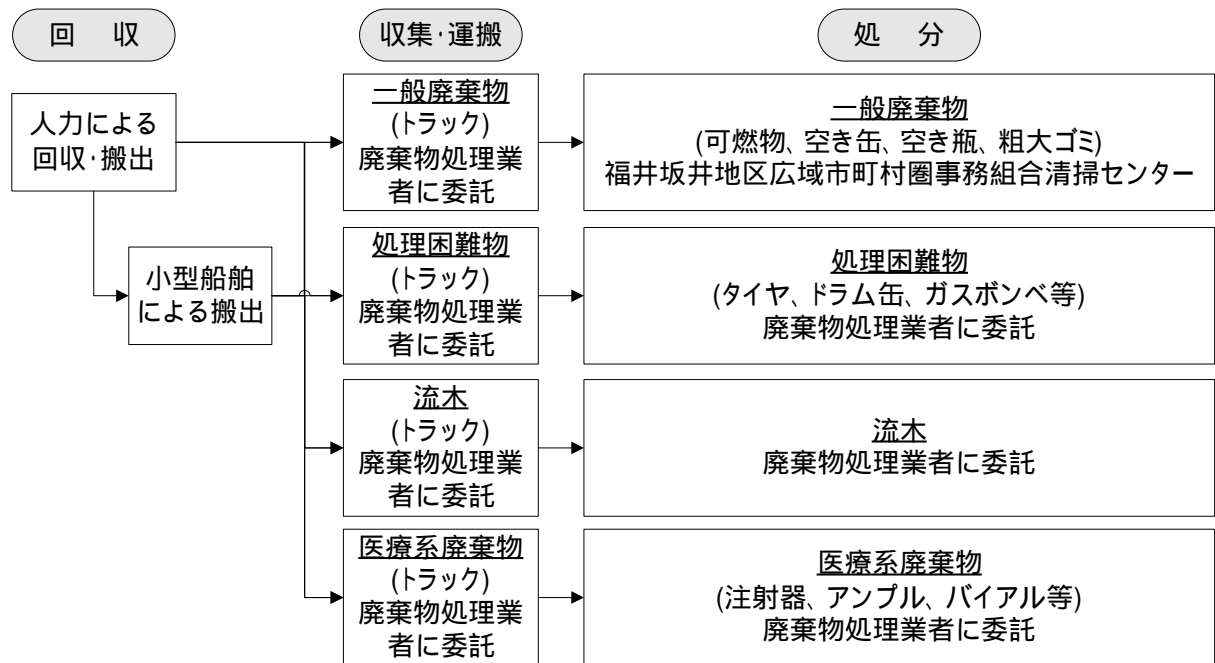 回 収
収集・運搬
処 分
人力による
回収・搬出
小型船舶
による搬出
一般廃棄物
(トラック)
廃棄物処理業
者に委託
一般廃棄物
(可燃物、空き缶、空き瓶、粗大ゴミ)
福井坂井地区広域市町村圏事務組合清掃センター
処理困難物
(トラック)
廃棄物処理業
者に委託
処理困難物
(タイヤ、ドラム缶、ガスボンベ等)
廃棄物処理業者に委託
流木
(トラック)
廃棄物処理業
者に委託
流木
廃棄物処理業者に委託
医療系廃棄物
(トラック)
廃棄物処理業
者に委託
医療系廃棄物
(注射器、アンプル、バイアル等)
廃棄物処理業者に委託